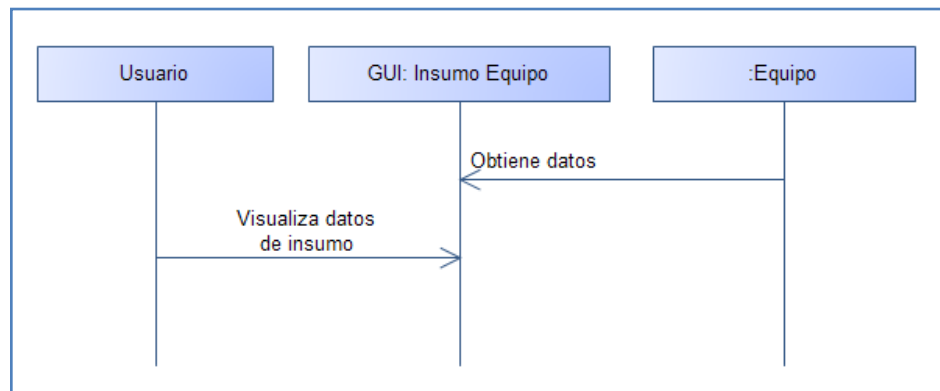 Usuario
GUI: Insumo Equipo
:Equipo
Obtiene datos
Visualiza datos
de insumo